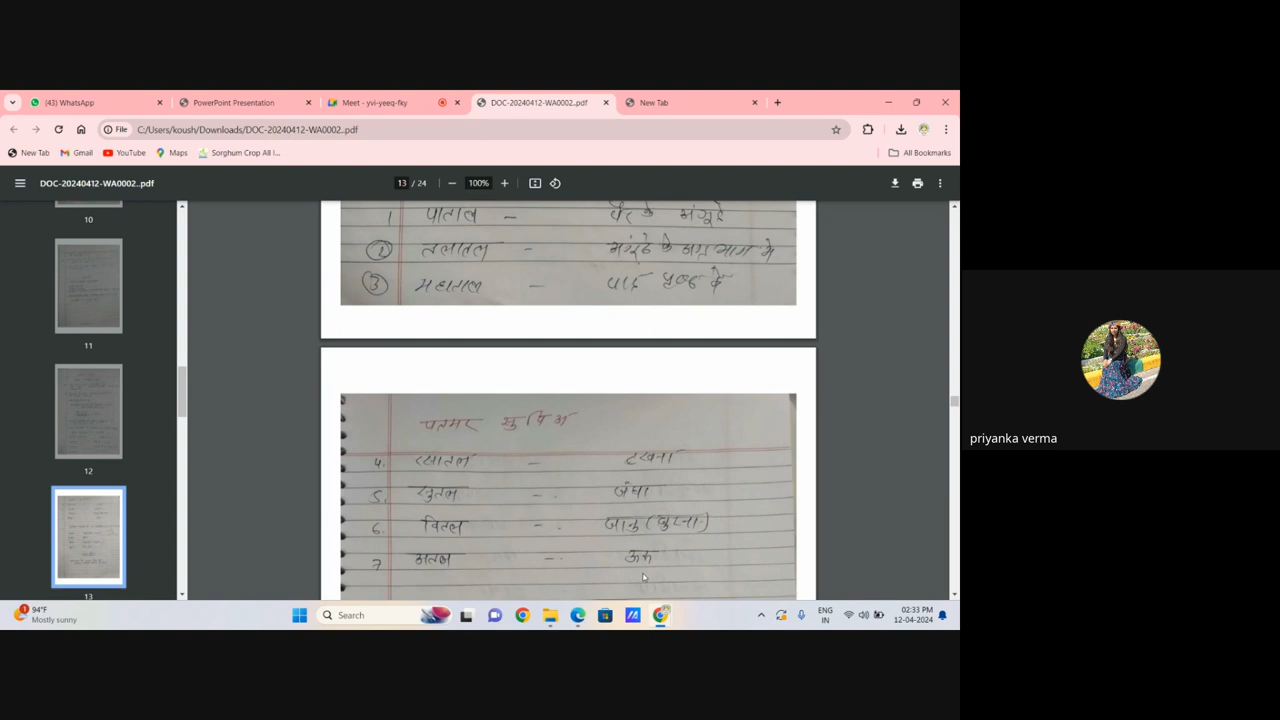 (43) WhatsApp
PowerPoint Presentation
Meet - yvi-yeeq-fky
DOC-20240412-WA0002..pdf
New Tab
File C:/Users/koush/Downloads/DOC-20240412-WA0002..pdf
New Tab Gmail YouTube Maps Sorghum Crop All I... All Bookmarks
DOC-20240412-WA0002..pdf 13 / 24 100%
10
11
12
13
1 पाताल - पैर के अंगूठे
② तलातल - अंगूठे के अग्र भाग में
③ महातल -
4. रसातल - टखना
5. सुतल - जंघा
6. वितल - जानु (घुटना)
7 अतल - ऊरू
priyanka verma
94°F
Mostly sunny
Search
ENG
IN
02:33 PM
12-04-2024